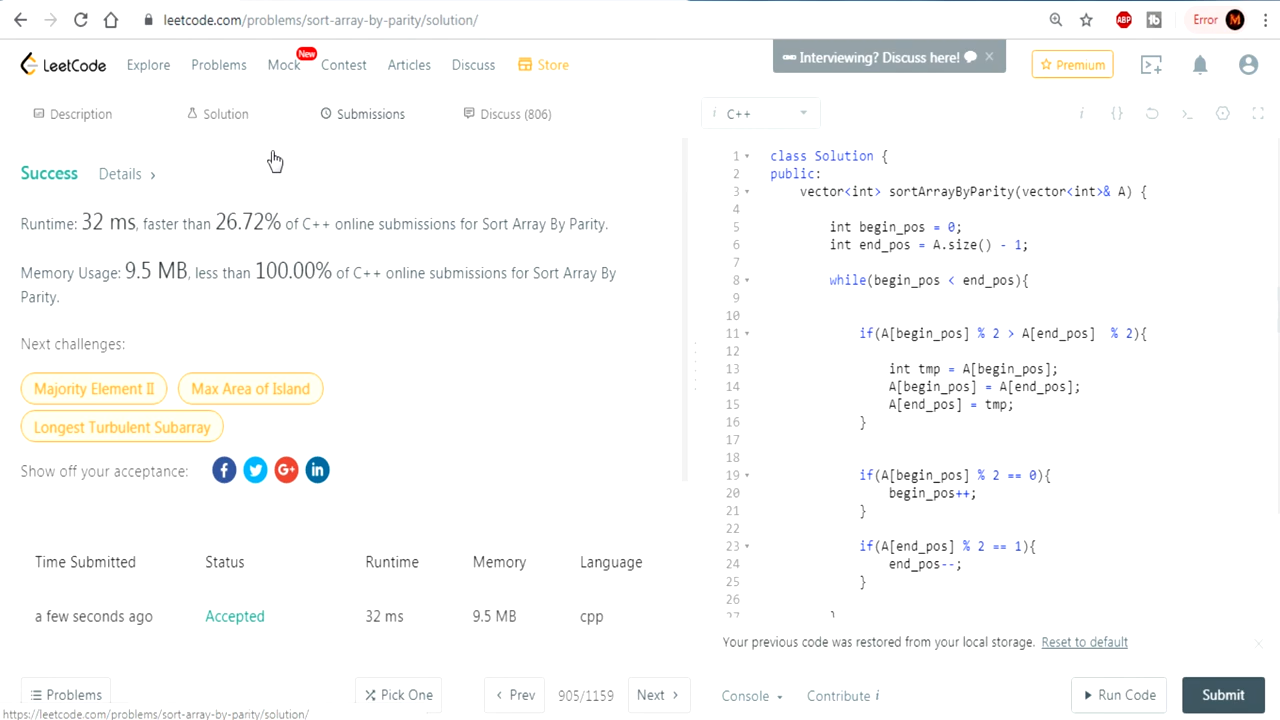 leetcode.com/problems/sort-array-by-parity/solution/
ABP
Error M
LeetCode Explore Problems Mock New Contest Articles Discuss Store
Interviewing? Discuss here! ×
Premium
Description Solution Submissions Discuss (806)
i C++
Success Details ›
Runtime: 32 ms, faster than 26.72% of C++ online submissions for Sort Array By Parity.
Memory Usage: 9.5 MB, less than 100.00% of C++ online submissions for Sort Array By
Parity.
Next challenges:
Majority Element II Max Area of Island
Longest Turbulent Subarray
Show off your acceptance:
Time Submitted Status Runtime Memory Language
a few seconds ago Accepted 32 ms 9.5 MB cpp
1 class Solution {
2 public:
3 vector<int> sortArrayByParity(vector<int>& A) {
4
5 int begin_pos = 0;
6 int end_pos = A.size() - 1;
7
8 while(begin_pos < end_pos){
9
10
11 if(A[begin_pos] % 2 > A[end_pos]  % 2){
12
13 int tmp = A[begin_pos];
14 A[begin_pos] = A[end_pos];
15 A[end_pos] = tmp;
16 }
17
18
19 if(A[begin_pos] % 2 == 0){
20 begin_pos++;
21 }
22
23 if(A[end_pos] % 2 == 1){
24 end_pos--;
25 }
26
27 }
Your previous code was restored from your local storage. Reset to default
Problems Pick One ‹ Prev 905/1159 Next ›
Console Contribute i Run Code Submit
https://leetcode.com/problems/sort-array-by-parity/solution/